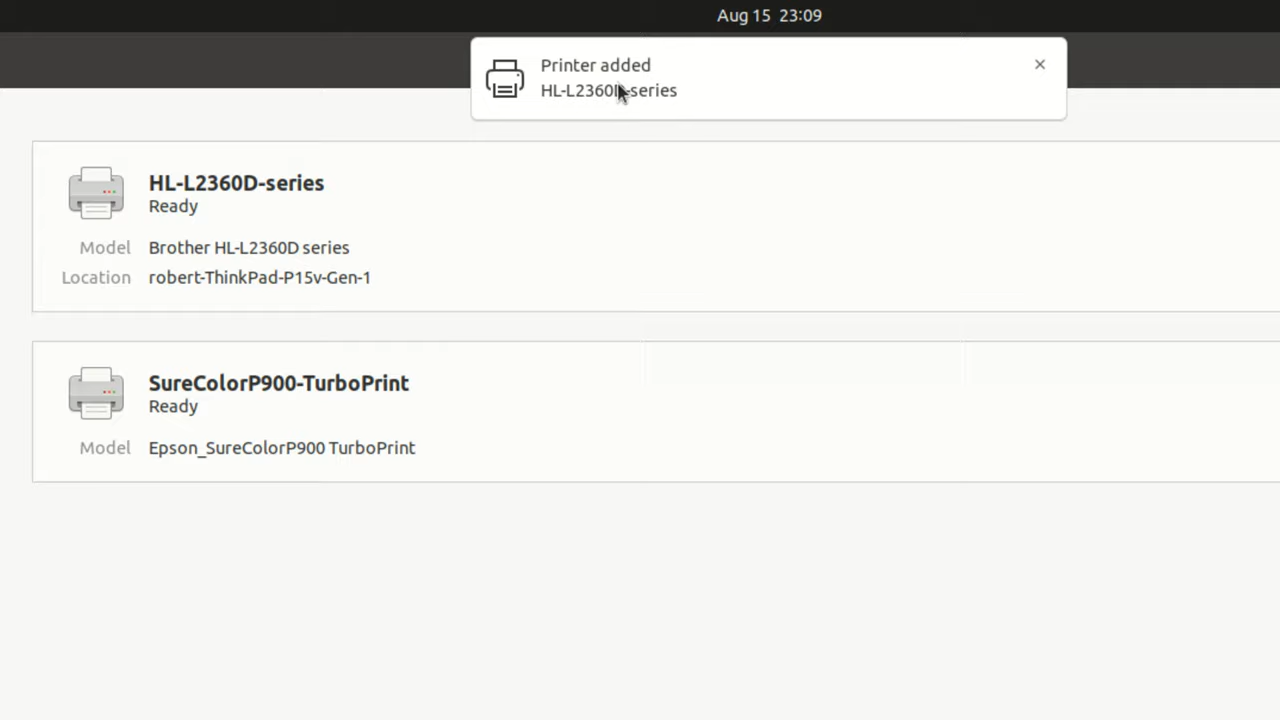 Aug 15 23:09
Printer added
HL-L2360D-series
HL-L2360D-series
Ready
Model Brother HL-L2360D series
Location robert-ThinkPad-P15v-Gen-1
SureColorP900-TurboPrint
Ready
Model Epson_SureColorP900 TurboPrint